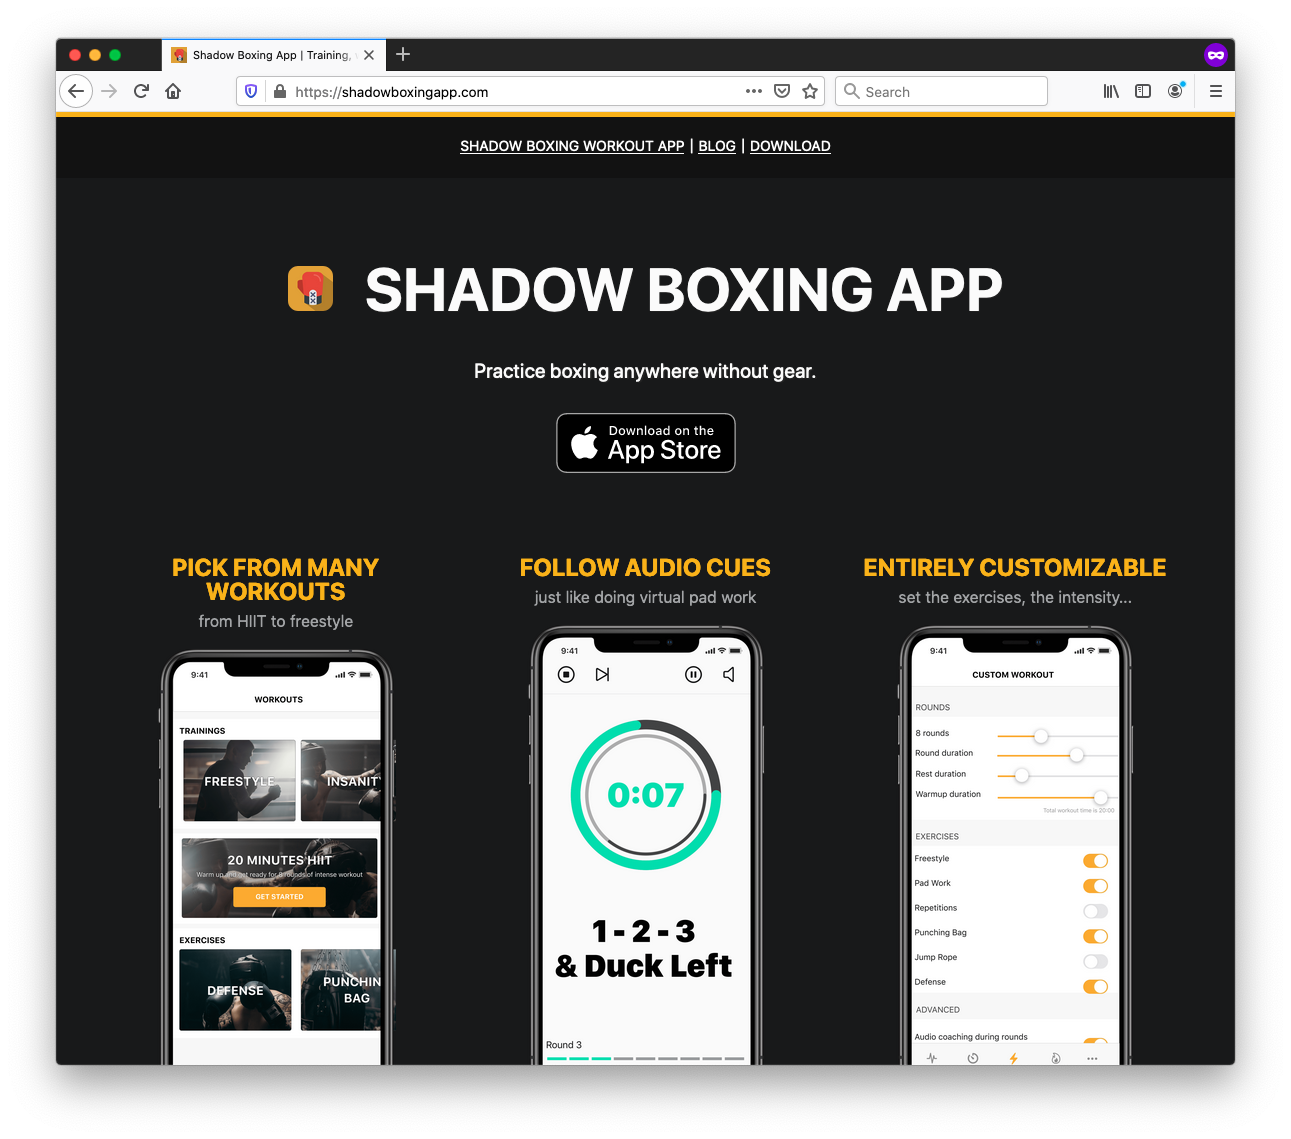 Shadow Boxing App | Training,
https://shadowboxingapp.com
Search
SHADOW BOXING WORKOUT APP | BLOG | DOWNLOAD
SHADOW BOXING APP
Practice boxing anywhere without gear.
Download on the
App Store
PICK FROM MANY
WORKOUTS
from HIIT to freestyle
9:41
WORKOUTS
TRAININGS
FREESTYLE
INSANITY
20 MINUTES HIIT
Warm up and get ready for 8 rounds of intense workout
GET STARTED
EXERCISES
DEFENSE
PUNCHIN
BAG
FOLLOW AUDIO CUES
just like doing virtual pad work
9:41
0:07
1 - 2 - 3
& Duck Left
Round 3
ENTIRELY CUSTOMIZABLE
set the exercises, the intensity...
9:41
CUSTOM WORKOUT
ROUNDS
8 rounds
Round duration
Rest duration
Warmup duration
Total workout time is 20:00
EXERCISES
Freestyle
Pad Work
Repetitions
Punching Bag
Jump Rope
Defense
ADVANCED
Audio coaching during rounds